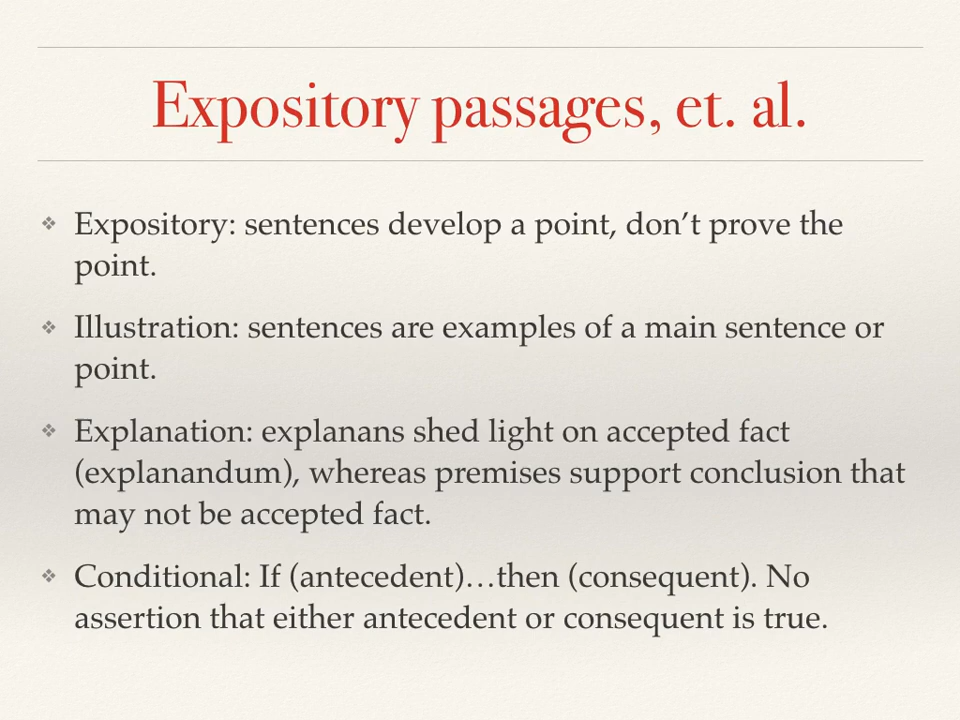 Expository passages, et. al.
❖ Expository: sentences develop a point, don’t prove the
point.
❖ Illustration: sentences are examples of a main sentence or
point.
❖ Explanation: explanans shed light on accepted fact
(explanandum), whereas premises support conclusion that
may not be accepted fact.
❖ Conditional: If (antecedent)…then (consequent). No
assertion that either antecedent or consequent is true.